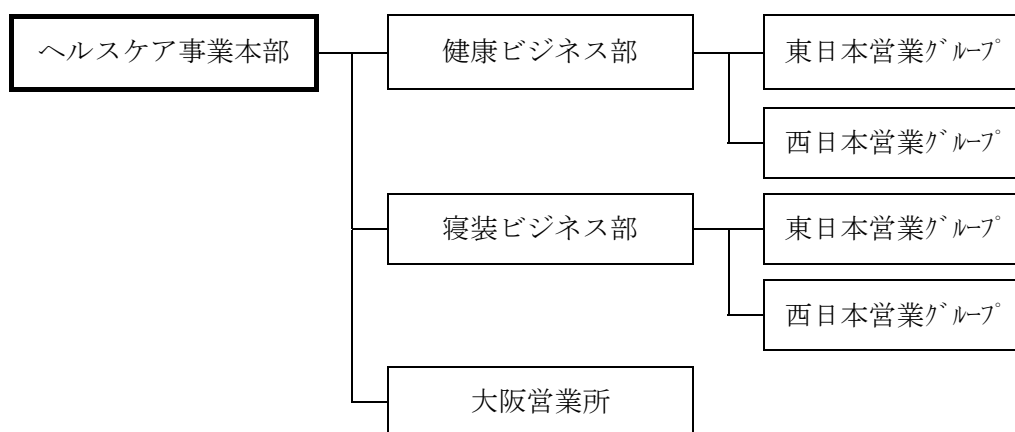 ヘルスケア事業本部
健康ビジネス部
東日本営業ｸﾞﾙｰﾌﾟ
西日本営業ｸﾞﾙｰﾌﾟ
寝装ビジネス部
東日本営業ｸﾞﾙｰﾌﾟ
西日本営業ｸﾞﾙｰﾌﾟ
大阪営業所